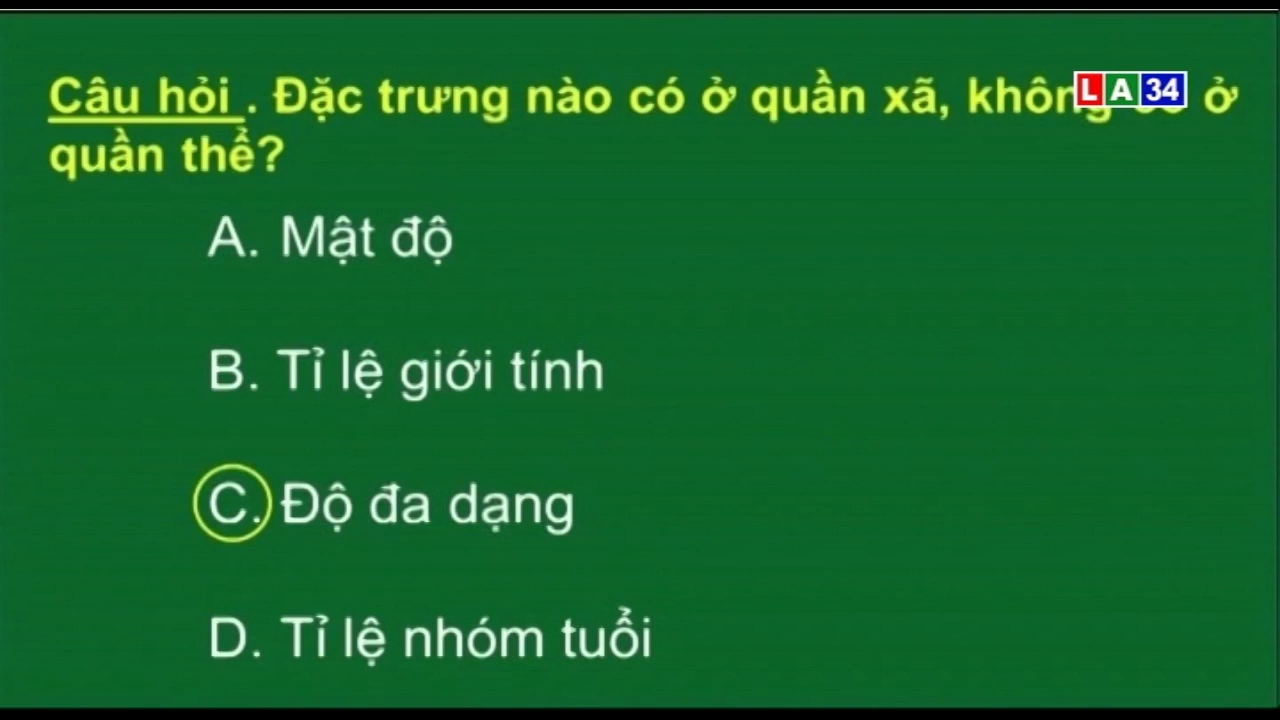 Câu hỏi . Đặc trưng nào có ở quần xã, ở
LA34
quần thể?
A. Mật độ
B. Tỉ lệ giới tính
C. Độ đa dạng
D. Tỉ lệ nhóm tuổi